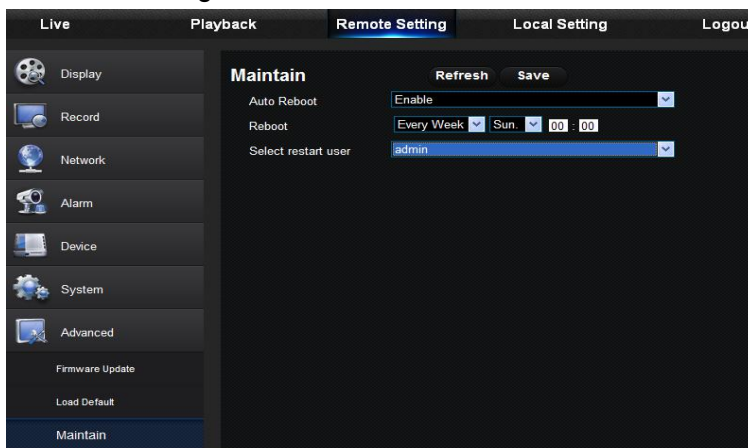 Live Playback Remote Setting Local Setting Logou
Display
Record
Network
Alarm
Device
System
Advanced
Firmware Update
Load Default
Maintain
Maintain Refresh Save
Auto Reboot Enable
Reboot Every Week Sun. 00 : 00
Select restart user admin